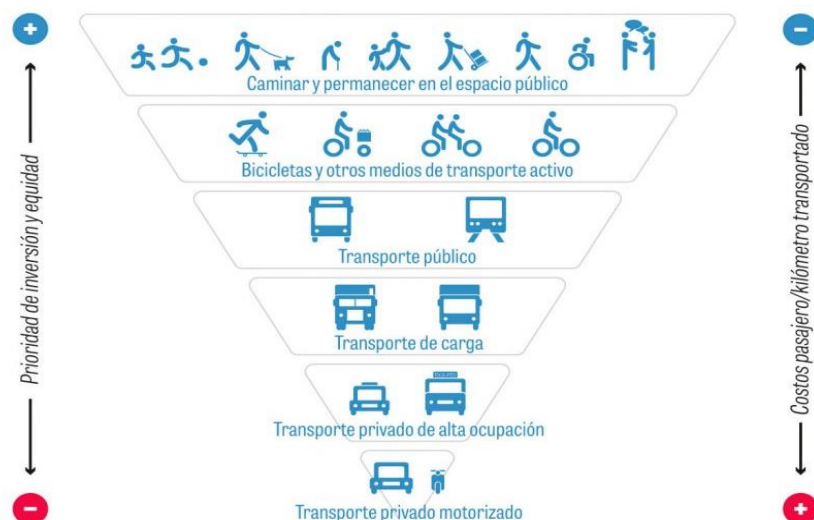 Caminar y permanecer en el espacio público
Bicicletas y otros medios de transporte activo
Transporte público
Transporte de carga
Transporte privado de alta ocupación
Transporte privado motorizado
Prioridad de inversión y equidad
Costos pasajero/kilómetro transportado